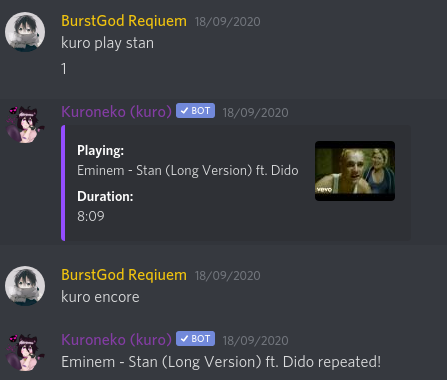 BurstGod Reqiuem 18/09/2020
kuro play stan
1
Kuroneko (kuro) ✔ BOT 18/09/2020
Playing:
Eminem - Stan (Long Version) ft. Dido
vevo
Duration:
8:09
BurstGod Reqiuem 18/09/2020
kuro encore
Kuroneko (kuro) ✔ BOT 18/09/2020
Eminem - Stan (Long Version) ft. Dido repeated!